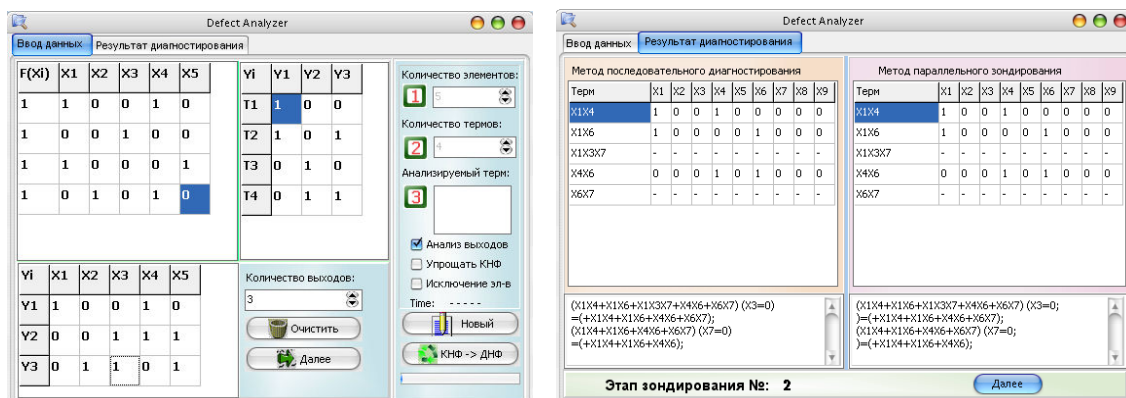 Defect Analyzer
Ввод данных Результат диагностирования
F(Xi) X1 X2 X3 X4 X5
1 1 0 0 1 0
1 0 0 1 0 0
1 1 0 0 0 1
1 0 1 0 1 0
Yi Y1 Y2 Y3
T1 1 0 0
T2 1 0 1
T3 0 1 0
T4 0 1 1
Количество элементов:
1 5
Количество термов:
2 4
Анализируемый терм:
3
Анализ выходов
Упрощать КНФ
Исключение эл-в
Time: - - - - -
Новый
КНФ -> ДНФ
Yi X1 X2 X3 X4 X5
Y1 1 0 0 1 0
Y2 0 0 1 1 1
Y3 0 1 1 0 1
Количество выходов:
3
Очистить
Далее
Defect Analyzer
Ввод данных Результат диагностирования
Метод последовательного диагностирования
Терм X1 X2 X3 X4 X5 X6 X7 X8 X9
X1X4 1 0 0 1 0 0 0 0 0
X1X6 1 0 0 0 0 1 0 0 0
X1X3X7 - - - - - - - - -
X4X6 0 0 0 1 0 1 0 0 0
X6X7 - - - - - - - - -
(X1X4+X1X6+X1X3X7+X4X6+X6X7) (X3=0)
=(+X1X4+X1X6+X4X6+X6X7);
(X1X4+X1X6+X4X6+X6X7) (X7=0)
=(+X1X4+X1X6+X4X6);
Метод параллельного зондирования
Терм X1 X2 X3 X4 X5 X6 X7 X8 X9
X1X4 1 0 0 1 0 0 0 0 0
X1X6 1 0 0 0 0 1 0 0 0
X1X3X7 - - - - - - - - -
X4X6 0 0 0 1 0 1 0 0 0
X6X7 - - - - - - - - -
(X1X4+X1X6+X1X3X7+X4X6+X6X7) (X3=0;
)=(+X1X4+X1X6+X4X6+X6X7);
(X1X4+X1X6+X4X6+X6X7) (X7=0;
)=(+X1X4+X1X6+X4X6);
Этап зондирования №: 2
Далее